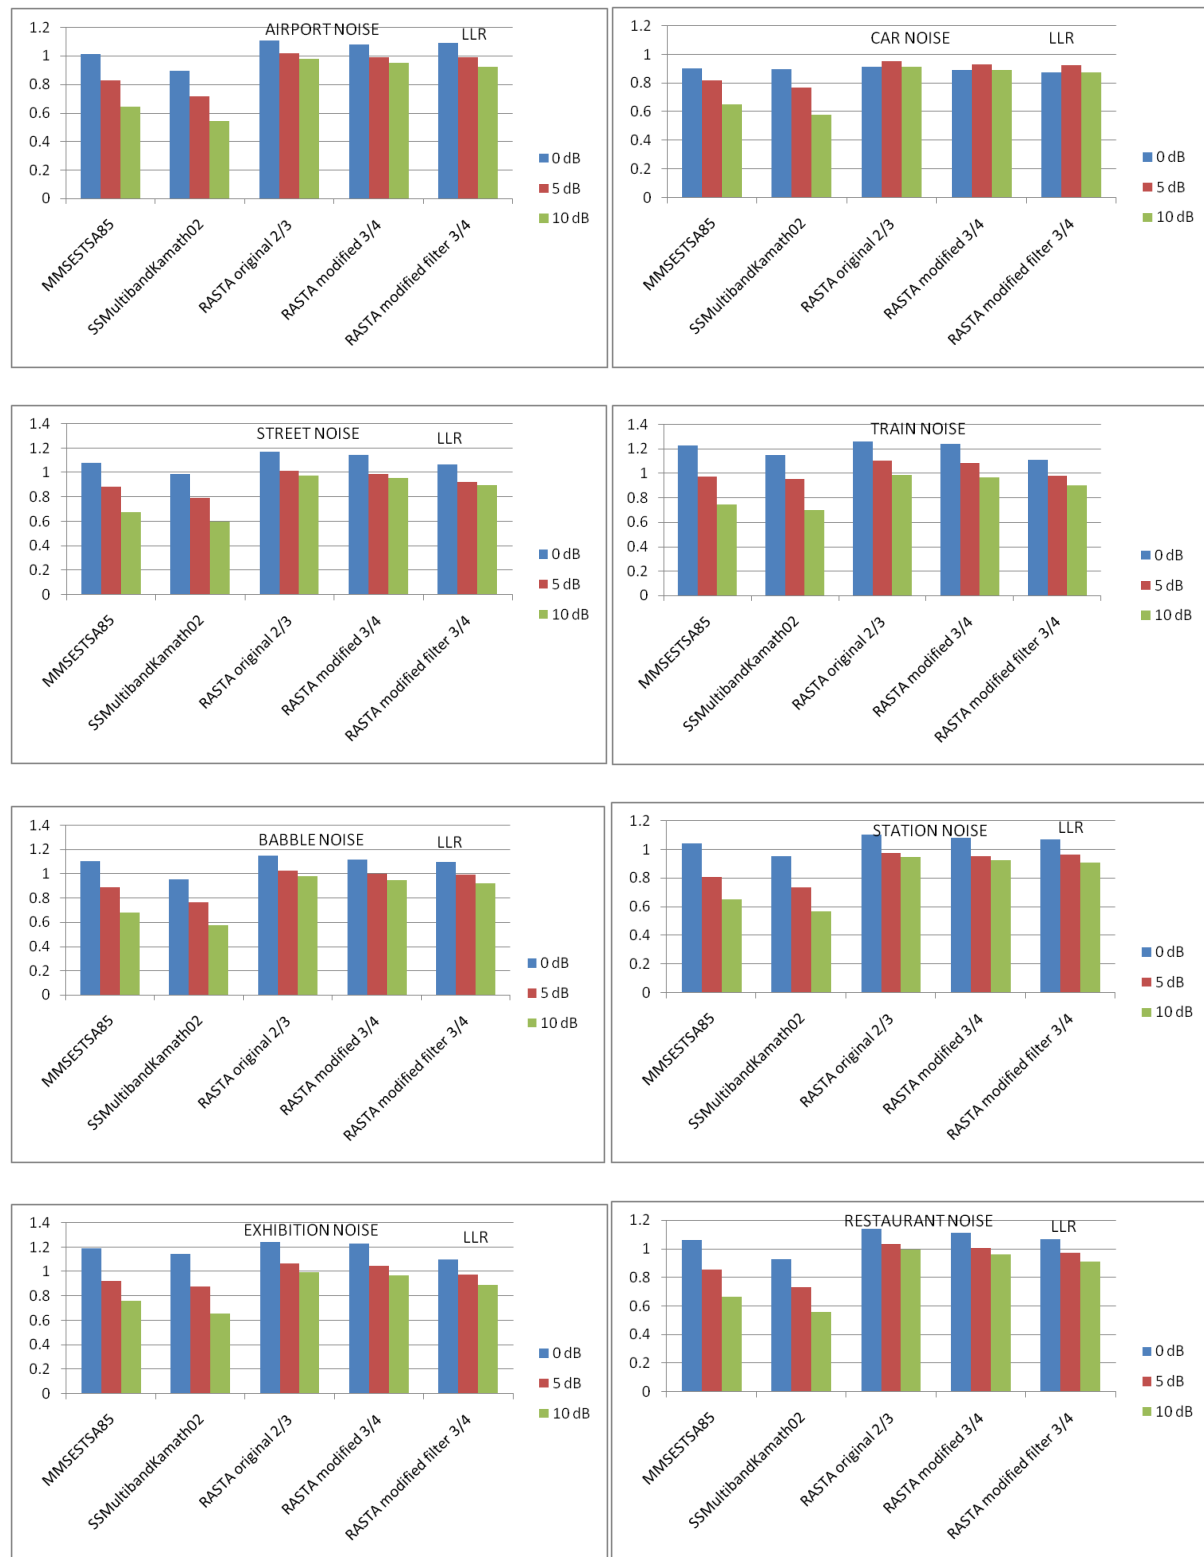 AIRPORT NOISE LLR
1.2
1
0.8
0.6
0.4
0.2
0
0 dB
5 dB
10 dB
MMSESTSA85
SSMultibandKamath02
RASTA original 2/3
RASTA modified 3/4
RASTA modified filter 3/4
CAR NOISE LLR
1.2
1
0.8
0.6
0.4
0.2
0
0 dB
5 dB
10 dB
MMSESTSA85
SSMultibandKamath02
RASTA original 2/3
RASTA modified 3/4
RASTA modified filter 3/4
STREET NOISE LLR
1.4
1.2
1
0.8
0.6
0.4
0.2
0
0 dB
5 dB
10 dB
MMSESTSA85
SSMultibandKamath02
RASTA original 2/3
RASTA modified 3/4
RASTA modified filter 3/4
TRAIN NOISE
1.4
1.2
1
0.8
0.6
0.4
0.2
0
0 dB
5 dB
10 dB
MMSESTSA85
SSMultibandKamath02
RASTA original 2/3
RASTA modified 3/4
RASTA modified filter 3/4
BABBLE NOISE LLR
1.4
1.2
1
0.8
0.6
0.4
0.2
0
0 dB
5 dB
10 dB
MMSESTSA85
SSMultibandKamath02
RASTA original 2/3
RASTA modified 3/4
RASTA modified filter 3/4
STATION NOISE LLR
1.2
1
0.8
0.6
0.4
0.2
0
0 dB
5 dB
10 dB
MMSESTSA85
SSMultibandKamath02
RASTA original 2/3
RASTA modified 3/4
RASTA modified filter 3/4
EXHIBITION NOISE LLR
1.4
1.2
1
0.8
0.6
0.4
0.2
0
0 dB
5 dB
10 dB
MMSESTSA85
SSMultibandKamath02
RASTA original 2/3
RASTA modified 3/4
RASTA modified filter 3/4
RESTAURANT NOISE LLR
1.2
1
0.8
0.6
0.4
0.2
0
0 dB
5 dB
10 dB
MMSESTSA85
SSMultibandKamath02
RASTA original 2/3
RASTA modified 3/4
RASTA modified filter 3/4